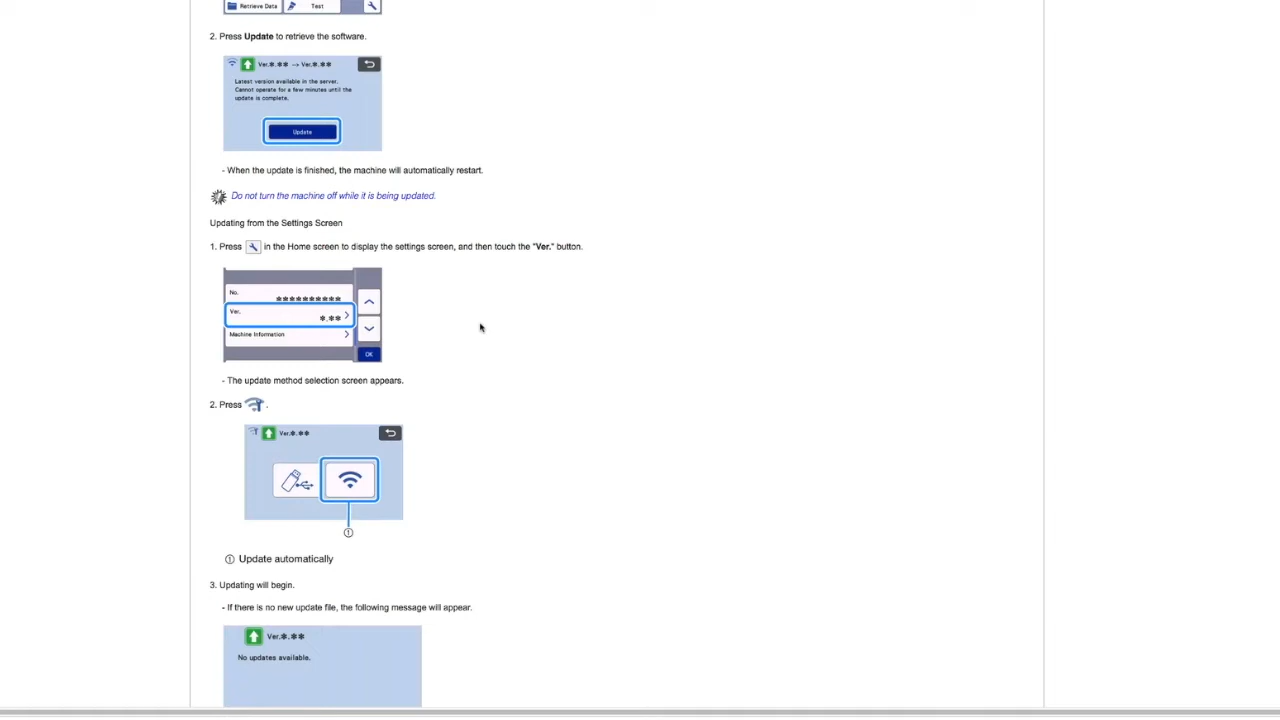 Retrieve Data Test
2. Press Update to retrieve the software.
Ver.*.** → Ver.*.**
Latest version available in the server.
Cannot operate for a few minutes until the
update is complete.
Update
- When the update is finished, the machine will automatically restart.
Do not turn the machine off while it is being updated.
Updating from the Settings Screen
1. Press in the Home screen to display the settings screen, and then touch the "Ver." button.
No.
**********
Ver.
*.**
Machine Information
OK
- The update method selection screen appears.
2. Press .
Ver.*.**
①
① Update automatically
3. Updating will begin.
- If there is no new update file, the following message will appear.
Ver.*.**
No updates available.